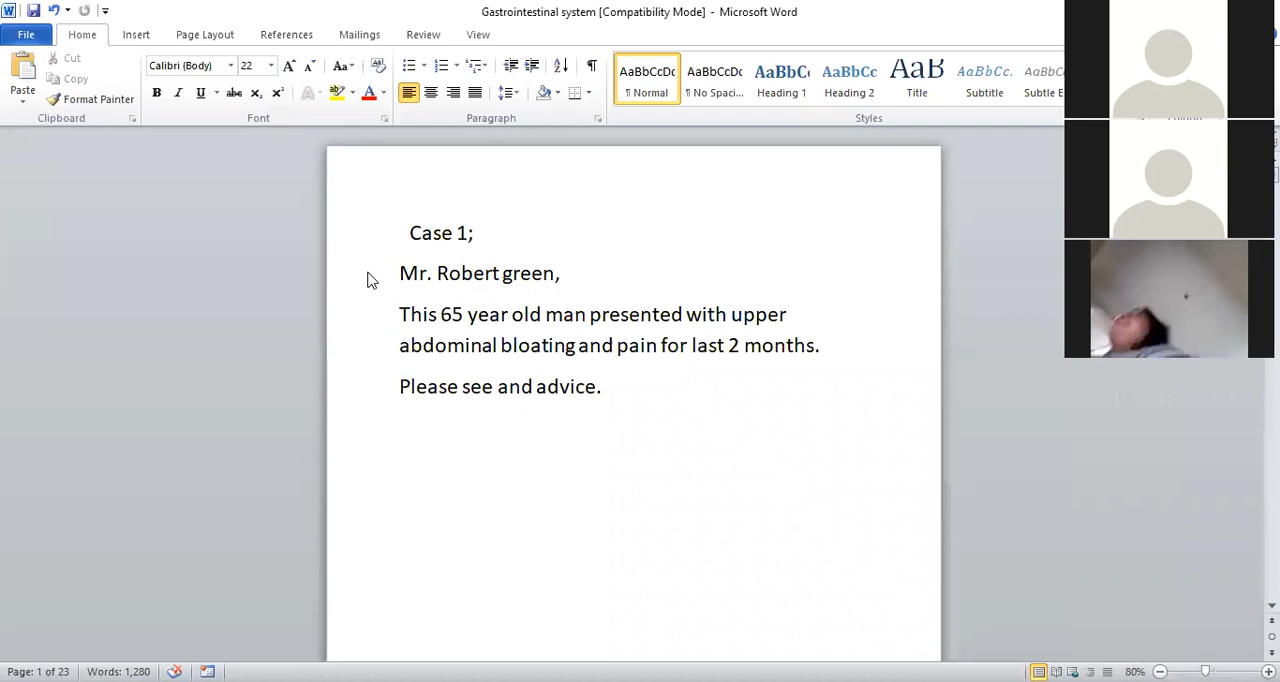 Gastrointestinal system [Compatibility Mode] - Microsoft Word
File Home Insert Page Layout References Mailings Review View
Paste
Cut
Copy
Format Painter
Clipboard
Calibri (Body) 22
Font
Paragraph
AaBbCcDc AaBbCcDc AaBbC AaBbCc AaB AaBbCcD
¶ Normal ¶ No Spaci... Heading 1 Heading 2 Title Subtitle Subtle E
Styles
Case 1;
Mr. Robert green,
This 65 year old man presented with upper
abdominal bloating and pain for last 2 months.
Please see and advice.
Page: 1 of 23 Words: 1,280 80%